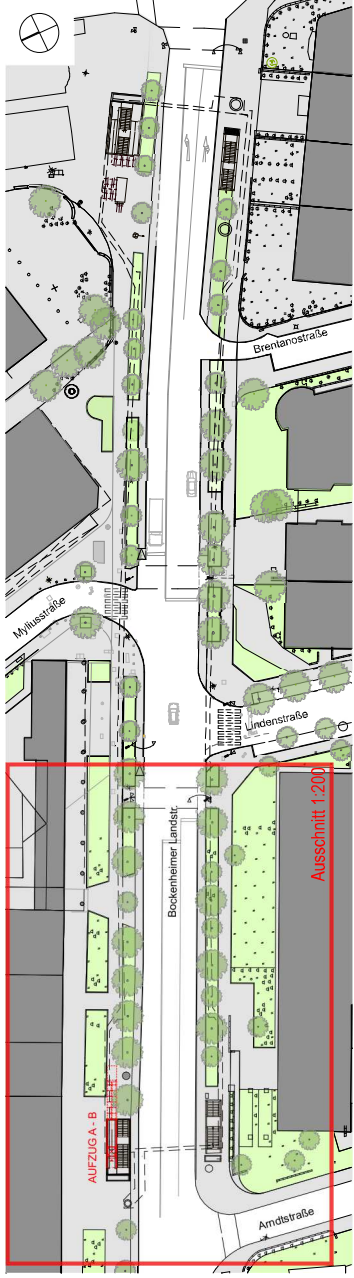 Brentanostraße
Myliusstraße
Lindenstraße
Ausschnitt 1:200
Bockenheimer Landstr.
AUFZUG A - B
Arndtstraße